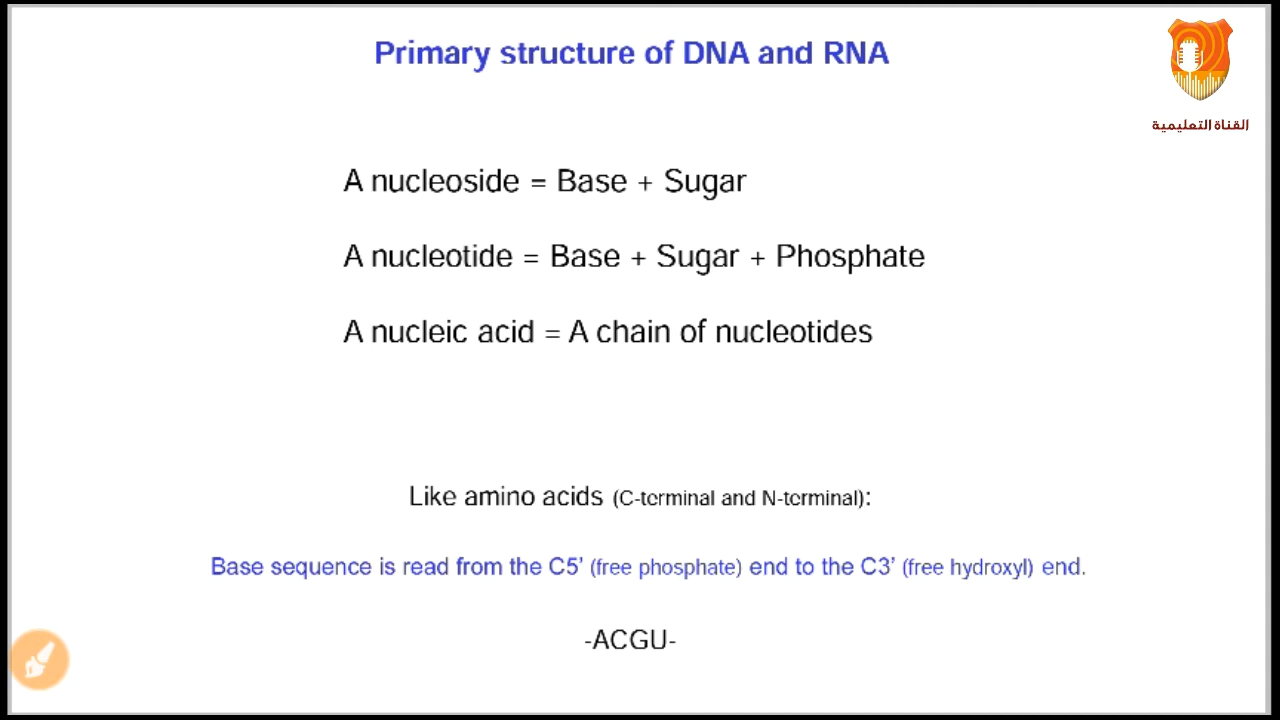 Primary structure of DNA and RNA
القناة التعليمية
A nucleoside = Base + Sugar
A nucleotide = Base + Sugar + Phosphate
A nucleic acid = A chain of nucleotides
Like amino acids (C-terminal and N-terminal):
Base sequence is read from the C5’ (free phosphate) end to the C3’ (free hydroxyl) end.
-ACGU-